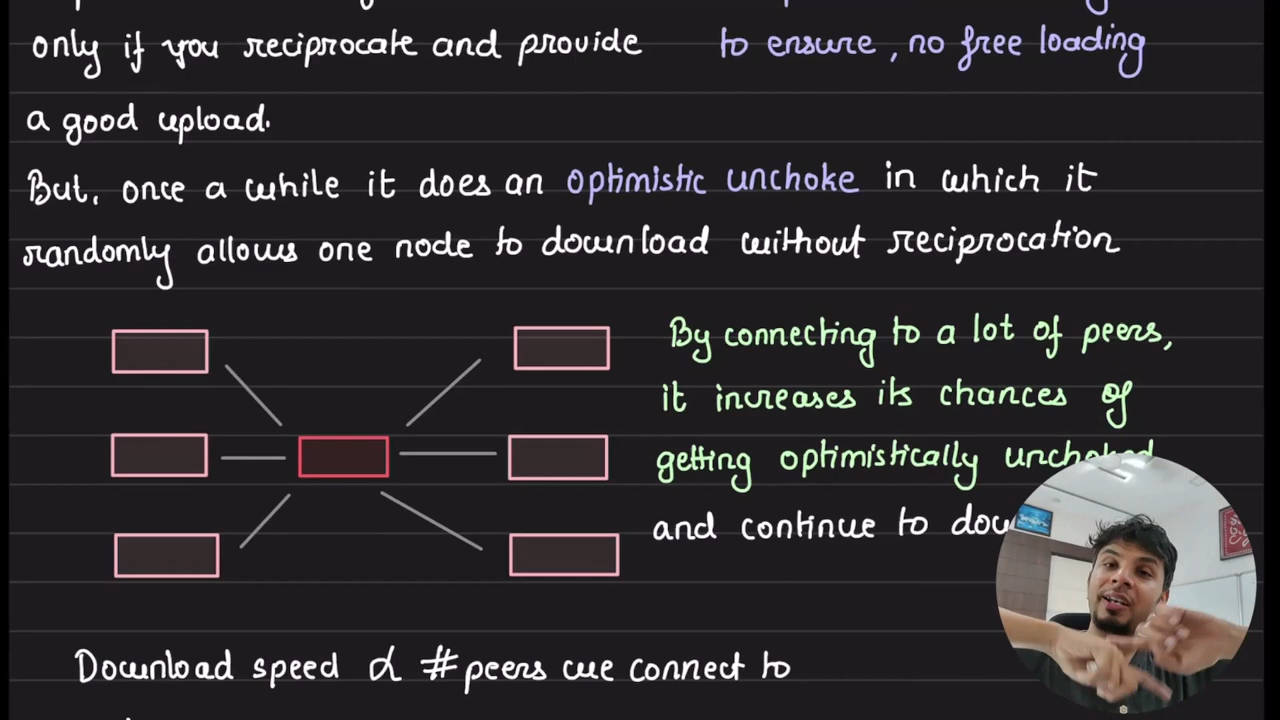 only if you reciprocate and provide
to ensure, no free loading
a good upload.
But, once a while it does an optimistic unchoke in which it
randomly allows one node to download without reciprocation
By connecting to a lot of peers,
it increases its chances of
getting optimistically unchoked
and continue to
Download speed ∝ #peers we connect to